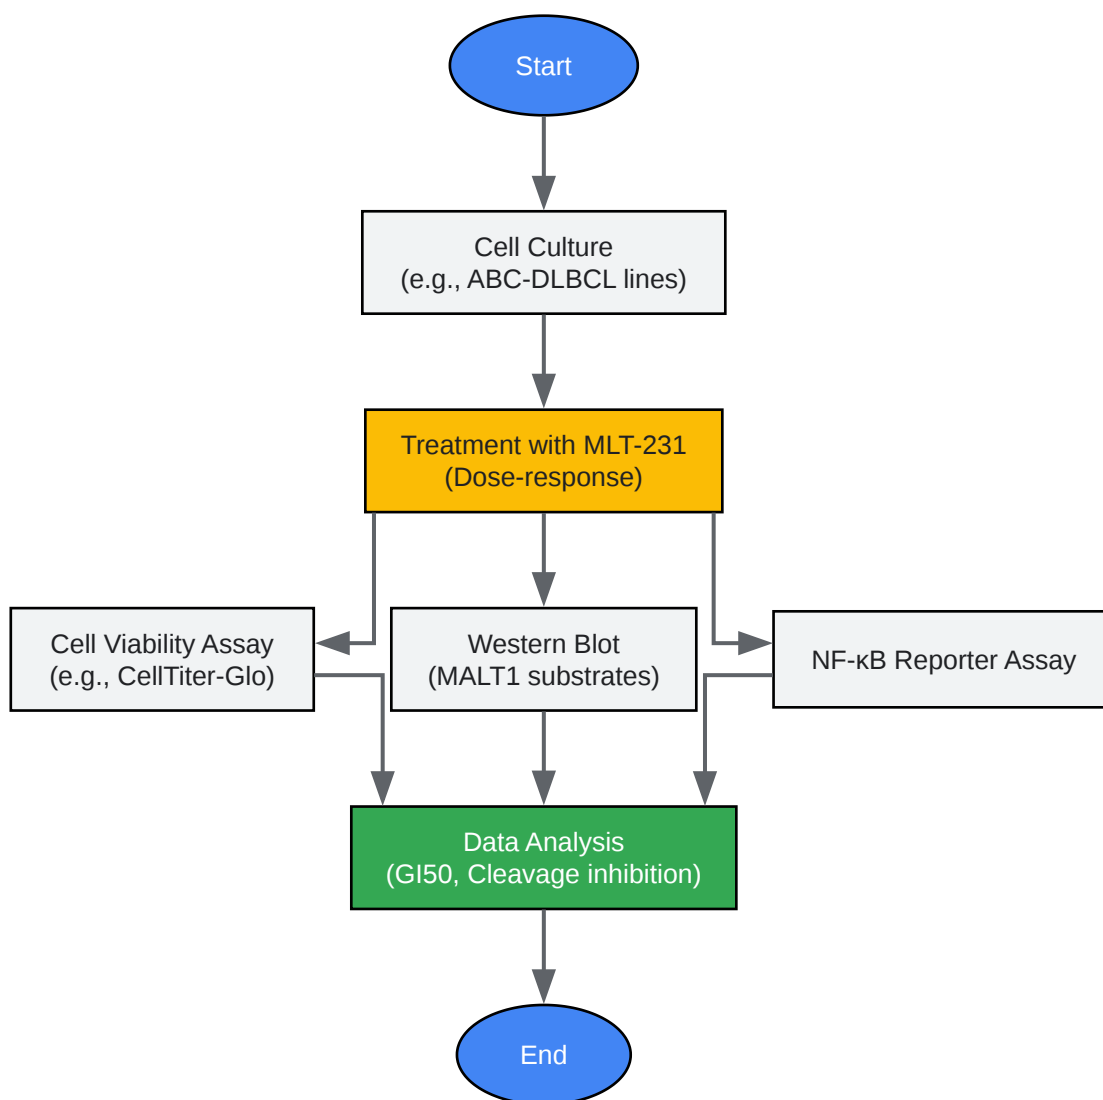 Start
Cell Culture
(e.g., ABC-DLBCL lines)
Treatment with MLT-231
(Dose-response)
Cell Viability Assay
(e.g., CellTiter-Glo)
Western Blot
(MALT1 substrates)
NF-κB Reporter Assay
Data Analysis
(GI50, Cleavage inhibition)
End